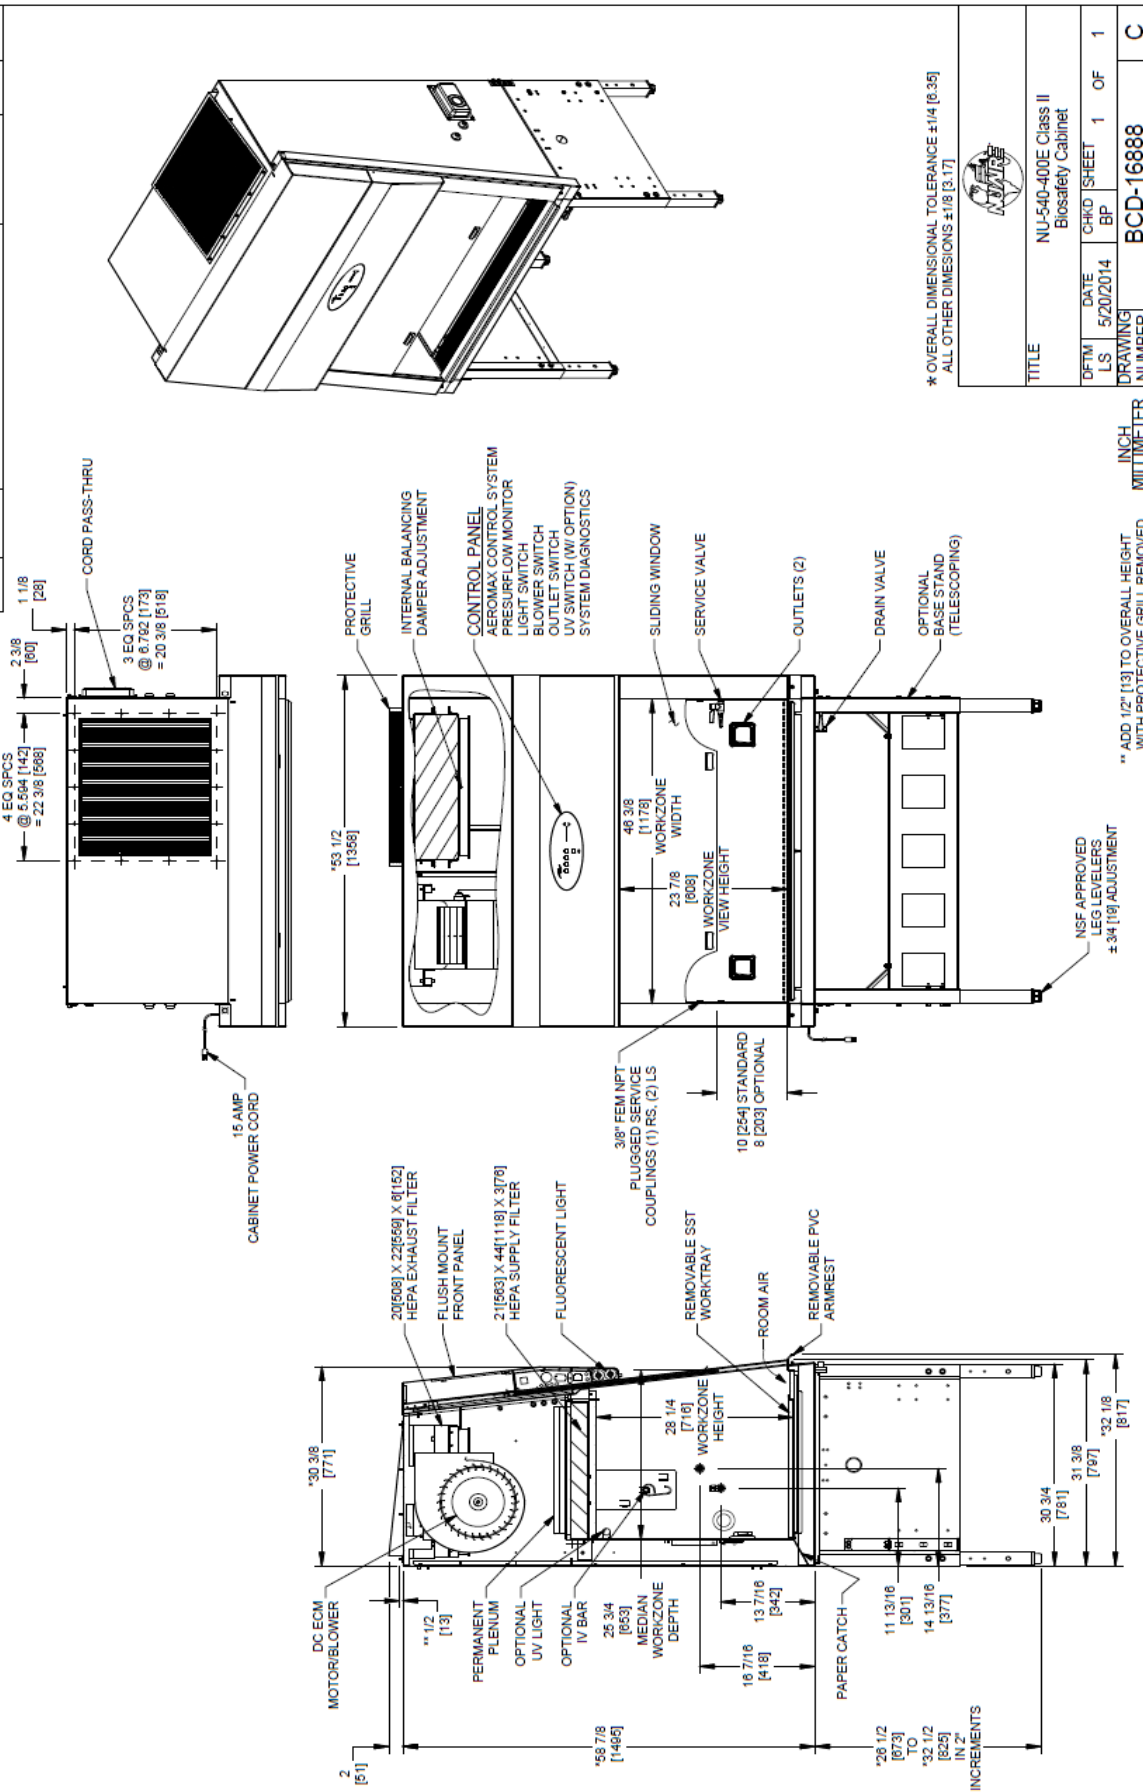 4 EQ SPCS
@ 5.594 [142]
= 22 3/8 [568]
2 3/8
[60]
1 1/8
[28]
CORD PASS-THRU
3 EQ SPCS
@ 6.792 [173]
= 20 3/8 [518]
15 AMP
CABINET POWER CORD
*53 1/2
[1358]
PROTECTIVE
GRILL
INTERNAL BALANCING
DAMPER ADJUSTMENT
CONTROL PANEL
AEROMAX CONTROL SYSTEM
PRESURFLOW MONITOR
LIGHT SWITCH
BLOWER SWITCH
OUTLET SWITCH
UV SWITCH (W/ OPTION)
SYSTEM DIAGNOSTICS
SLIDING WINDOW
SERVICE VALVE
OUTLETS (2)
DRAIN VALVE
OPTIONAL
BASE STAND
(TELESCOPING)
46 3/8
[1178]
WORKZONE
WIDTH
23 7/8
[608]
WORKZONE
VIEW HEIGHT
3/8" FEM NPT
PLUGGED SERVICE
COUPLINGS (1) RS, (2) LS
10 [254] STANDARD
8 [203] OPTIONAL
NSF APPROVED
LEG LEVELERS
± 3/4 [19] ADJUSTMENT
** ADD 1/2" [13] TO OVERALL HEIGHT
WITH PROTECTIVE GRILL REMOVED
*30 3/8
[771]
20[508] X 22[559] X 6[152]
HEPA EXHAUST FILTER
FLUSH MOUNT
FRONT PANEL
21[563] X 44[1118] X 3[76]
HEPA SUPPLY FILTER
FLUORESCENT LIGHT
REMOVABLE SST
WORKTRAY
ROOM AIR
REMOVABLE PVC
ARMREST
DC ECM
MOTOR/BLOWER
** 1/2
[13]
2
[51]
PERMANENT
PLENUM
OPTIONAL
UV LIGHT
OPTIONAL
IV BAR
25 3/4
[653]
MEDIAN
WORKZONE
DEPTH
28 1/4
[716]
WORKZONE
HEIGHT
*58 7/8
[1495]
16 7/16
[418]
13 7/16
[342]
PAPER CATCH
11 13/16
[301]
14 13/16
[377]
30 3/4
[781]
31 3/8
[797]
*32 1/8
[817]
*26 1/2
[673]
TO
*32 1/2
[825]
IN 2"
INCREMENTS
* OVERALL DIMENSIONAL TOLERANCE ±1/4 [6.35]
ALL OTHER DIMESIONS ±1/8 [3.17]
NUAIRE
TITLE
NU-540-400E Class II
Biosafety Cabinet
DFTM
LS
DATE
5/20/2014
CHKD
BP
SHEET 1 OF 1
INCH
MILLIMETER
DRAWING
NUMBER
BCD-16888
C